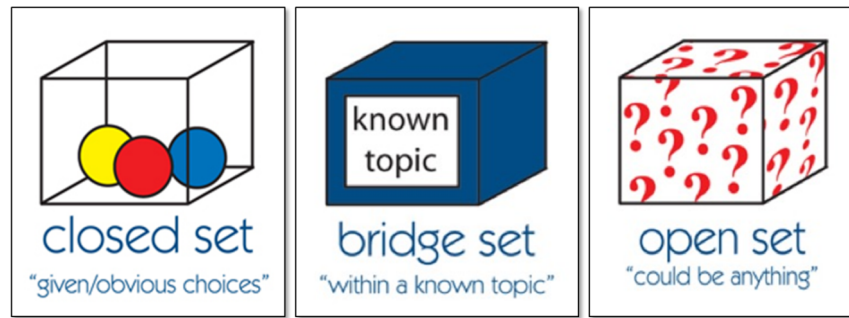 closed set
“given/obvious choices”
known
topic
bridge set
“within a known topic”
? ? ? ? ? ? ? ? ? ? ? ? ? ? ? ? ? ? ? ?
open set
“could be anything”